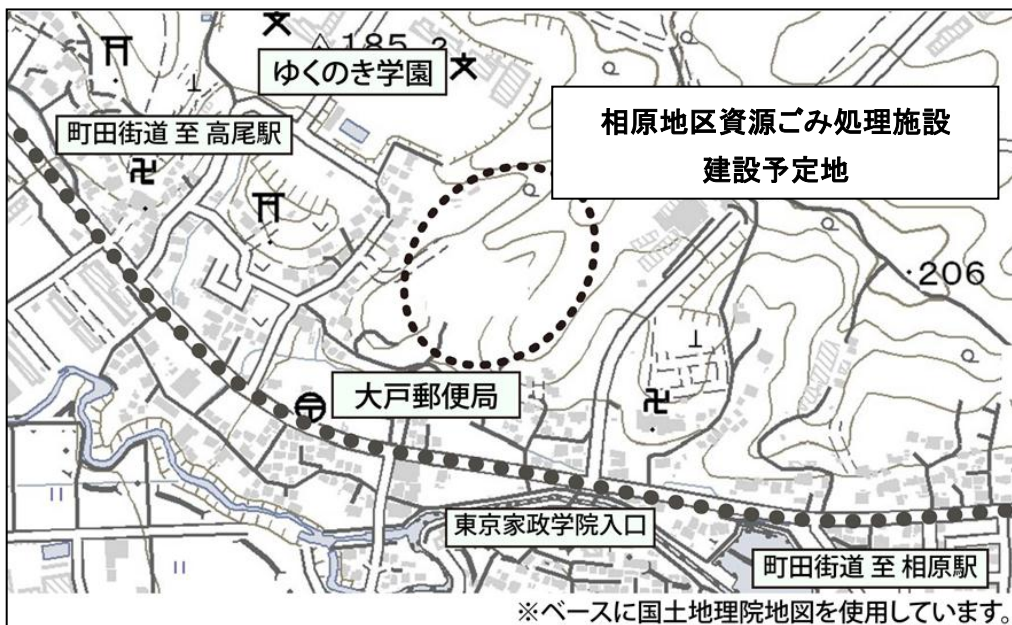 185.2
ゆくのき学園
相原地区資源ごみ処理施設
建設予定地
町田街道 至 高尾駅
206
大戸郵便局
東京家政学院入口
町田街道 至 相原駅
※ベースに国土地理院地図を使用しています。